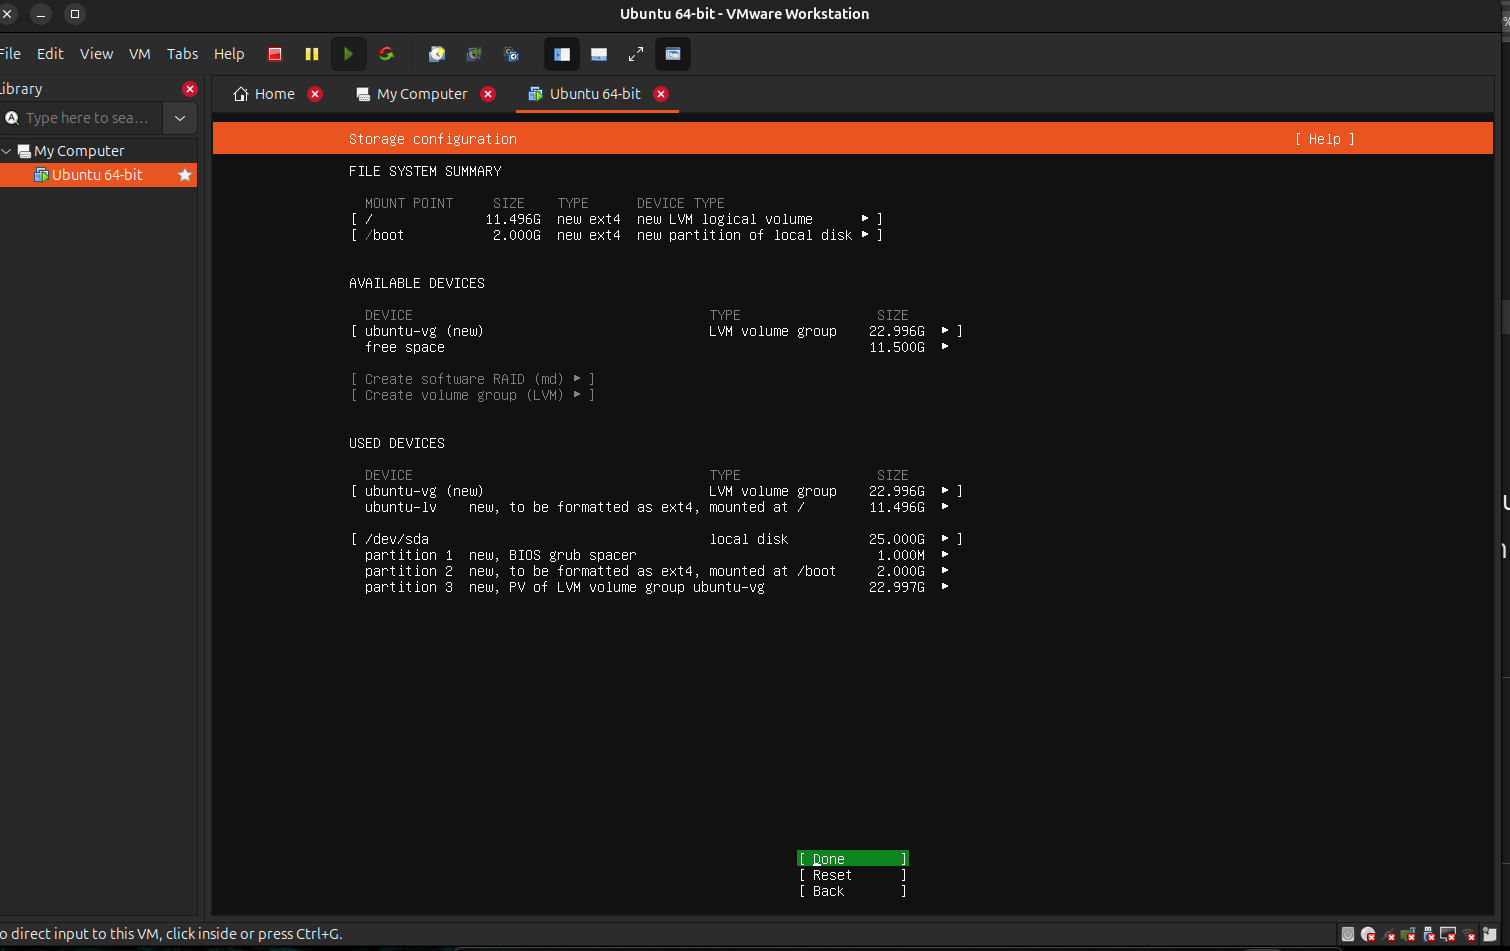 Ubuntu 64-bit - VMware Workstation
File Edit View VM Tabs Help
Library
Type here to sea...
My Computer
Ubuntu 64-bit
Home My Computer Ubuntu 64-bit
Storage configuration [ Help ]
FILE SYSTEM SUMMARY
MOUNT POINT SIZE TYPE DEVICE TYPE
[ / 11.496G new ext4 new LVM logical volume ▸ ]
[ /boot 2.000G new ext4 new partition of local disk ▸ ]
AVAILABLE DEVICES
DEVICE TYPE SIZE
[ ubuntu-vg (new) LVM volume group 22.996G ▸ ]
free space 11.500G ▸
[ Create software RAID (md) ▸ ]
[ Create volume group (LVM) ▸ ]
USED DEVICES
DEVICE TYPE SIZE
[ ubuntu-vg (new) LVM volume group 22.996G ▸ ]
ubuntu-lv new, to be formatted as ext4, mounted at / 11.496G ▸
[ /dev/sda local disk 25.000G ▸ ]
partition 1 new, BIOS grub spacer 1.000M ▸
partition 2 new, to be formatted as ext4, mounted at /boot 2.000G ▸
partition 3 new, PV of LVM volume group ubuntu-vg 22.997G ▸
[ Done ]
[ Reset ]
[ Back ]
o direct input to this VM, click inside or press Ctrl+G.